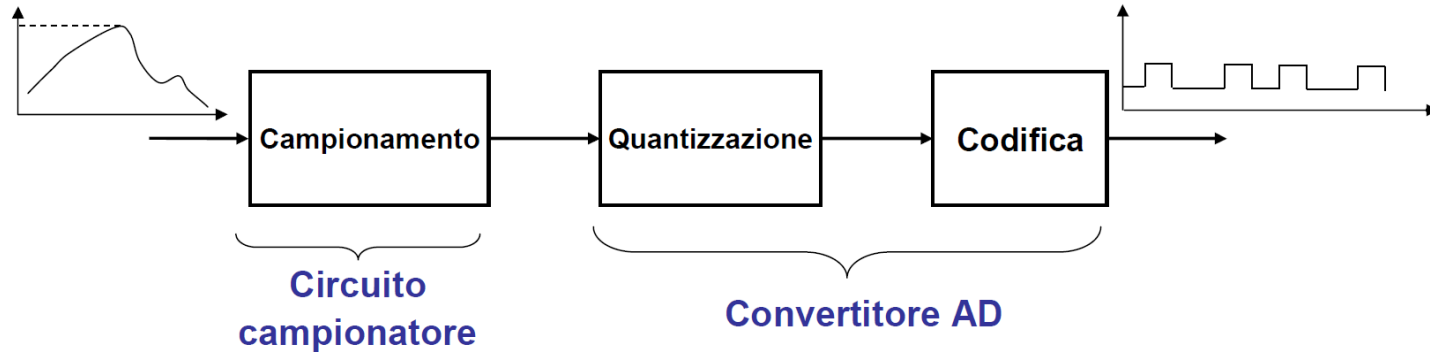 Campionamento
Quantizzazione
Codifica
Circuito
campionatore
Convertitore AD